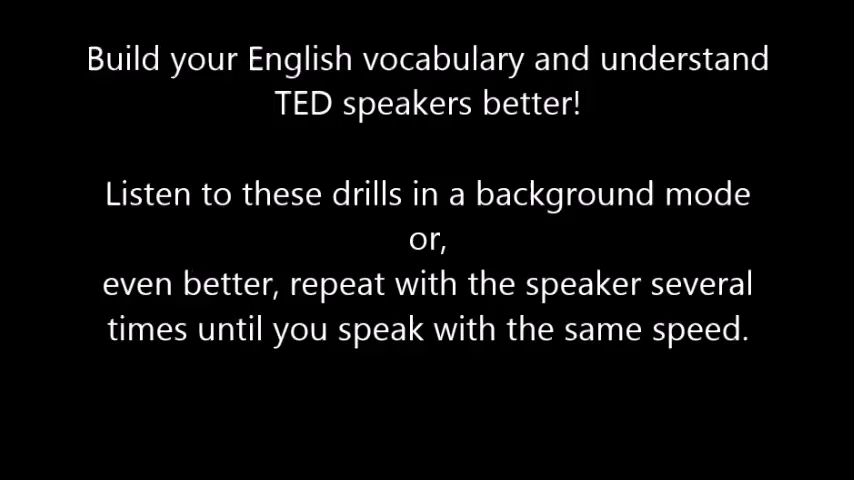 Build your English vocabulary and understand
TED speakers better!
Listen to these drills in a background mode
or,
even better, repeat with the speaker several
times until you speak with the same speed.